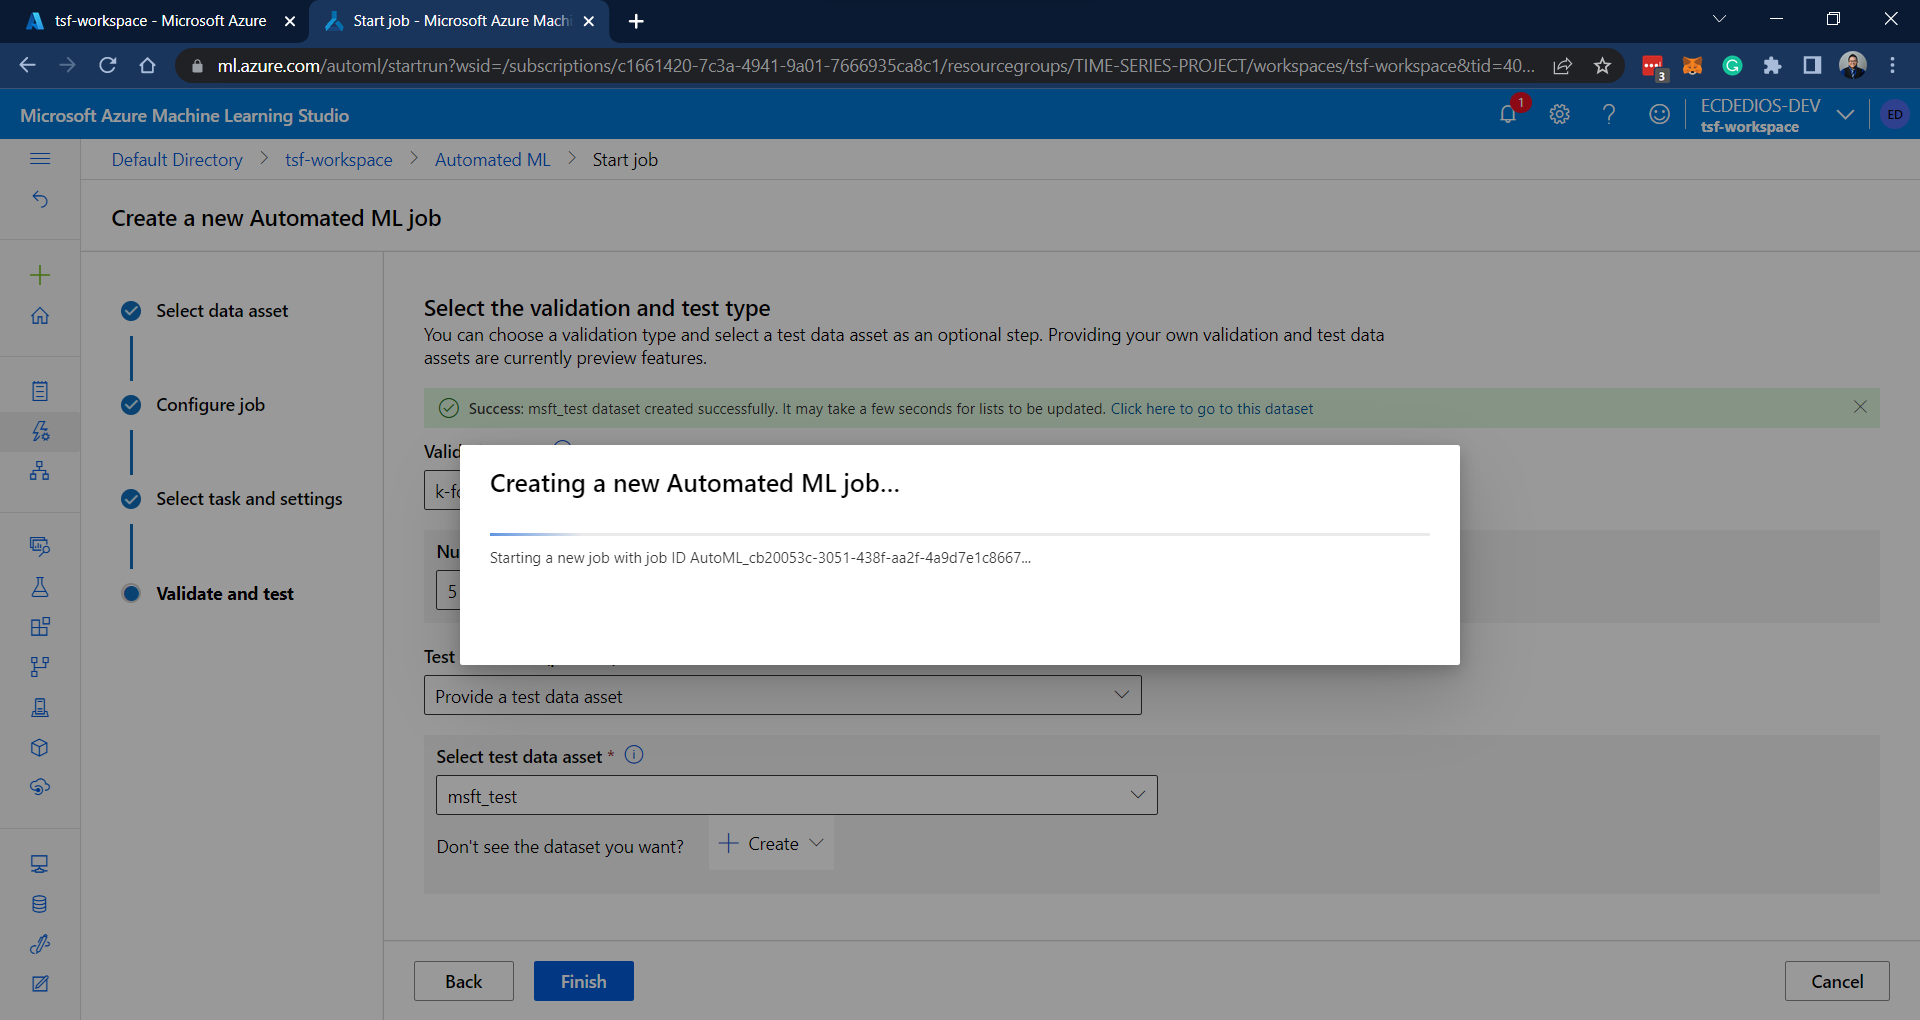 tsf-workspace - Microsoft Azure
Start job - Microsoft Azure Machi
ml.azure.com/automl/startrun?wsid=/subscriptions/c1661420-7c3a-4941-9a01-7666935ca8c1/resourcegroups/TIME-SERIES-PROJECT/workspaces/tsf-workspace&tid=40...
3
Microsoft Azure Machine Learning Studio
1
ECDEDIOS-DEV
tsf-workspace
ED
Default Directory > tsf-workspace > Automated ML > Start job
Create a new Automated ML job
Select data asset
Configure job
Select task and settings
Validate and test
Select the validation and test type
You can choose a validation type and select a test data asset as an optional step. Providing your own validation and test data
assets are currently preview features.
Success: msft_test dataset created successfully. It may take a few seconds for lists to be updated. Click here to go to this dataset
Valid
k-fo
Nu
5
Creating a new Automated ML job...
Starting a new job with job ID AutoML_cb20053c-3051-438f-aa2f-4a9d7e1c8667...
Test
Provide a test data asset
Select test data asset *
msft_test
Don't see the dataset you want?
Create
Back
Finish
Cancel